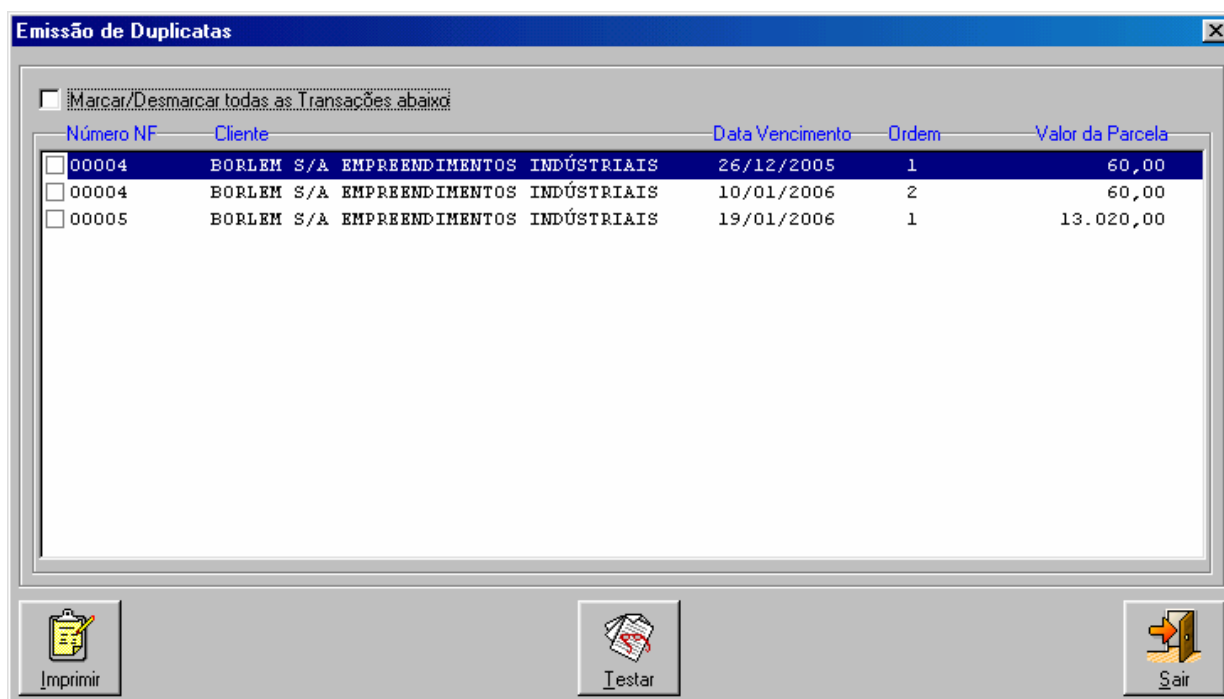 Emissão de Duplicatas
Marcar/Desmarcar todas as Transações abaixo
Número NF Cliente Data Vencimento Ordem Valor da Parcela
00004 BORLEM S/A EMPREENDIMENTOS INDÚSTRIAIS 26/12/2005 1 60,00
00004 BORLEM S/A EMPREENDIMENTOS INDÚSTRIAIS 10/01/2006 2 60,00
00005 BORLEM S/A EMPREENDIMENTOS INDÚSTRIAIS 19/01/2006 1 13.020,00
Imprimir Testar Sair